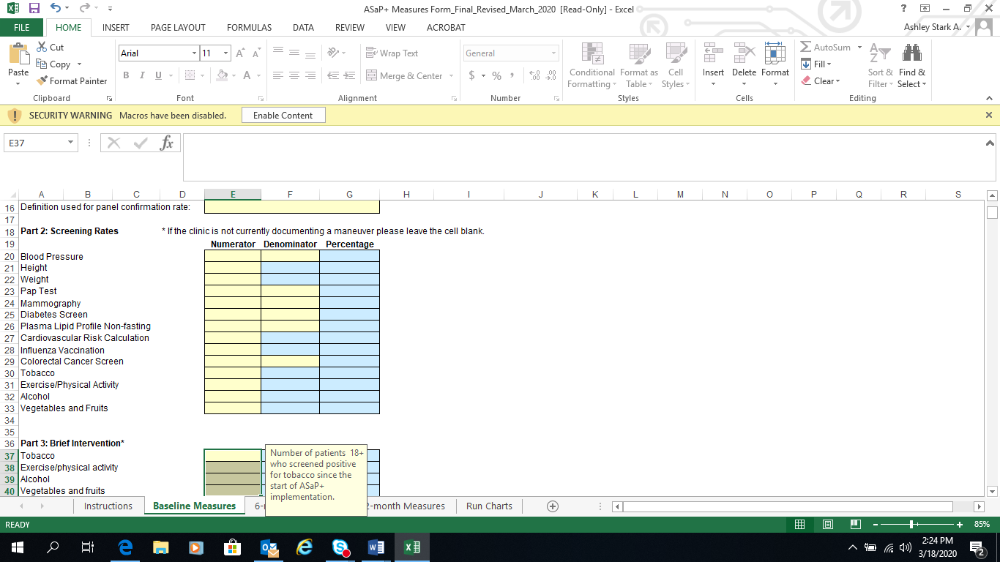 ASaP+ Measures Form_Final_Revised_March_2020 [Read-Only] - Excel
FILE HOME INSERT PAGE LAYOUT FORMULAS DATA REVIEW VIEW ACROBAT Ashley Stark A.
Paste
Cut
Copy
Format Painter
Clipboard
Arial 11
B I U
Font
Wrap Text
Merge & Center
Alignment
General
$ % ,
Number
Conditional Formatting
Format as Table
Cell Styles
Styles
Insert Delete Format
Cells
AutoSum
Fill
Clear
Sort & Filter
Find & Select
Editing
SECURITY WARNING Macros have been disabled. Enable Content
E37 fx
A B C D E F G H I J K L M N O P Q R S
16 Definition used for panel confirmation rate:
17
18 Part 2: Screening Rates * If the clinic is not currently documenting a maneuver please leave the cell blank.
19 Numerator Denominator Percentage
20 Blood Pressure
21 Height
22 Weight
23 Pap Test
24 Mammography
25 Diabetes Screen
26 Plasma Lipid Profile Non-fasting
27 Cardiovascular Risk Calculation
28 Influenza Vaccination
29 Colorectal Cancer Screen
30 Tobacco
31 Exercise/Physical Activity
32 Alcohol
33 Vegetables and Fruits
34
35
36 Part 3: Brief Intervention*
37 Tobacco
38 Exercise/physical activity
39 Alcohol
40 Vegetables and fruits
Number of patients 18+
who screened positive
for tobacco since the
start of ASaP+
implementation.
Instructions Baseline Measures 6- 2-month Measures Run Charts
READY 85%
2:24 PM
3/18/2020
2